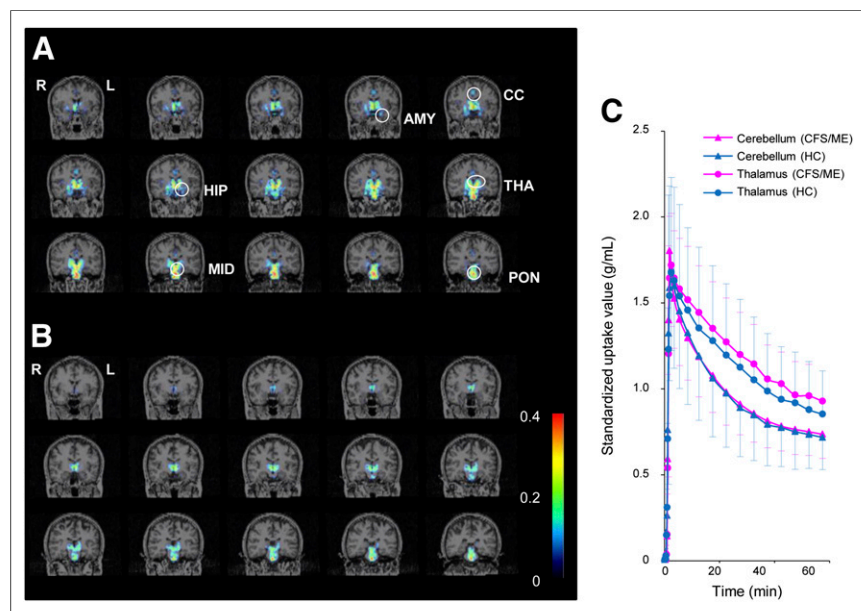 A
R
L
CC
AMY
HIP
THA
MID
PON
B
R
L
0.4
0.2
0
C
2.5
2.0
1.5
1.0
0.5
0
Standardized uptake value (g/mL)
Cerebellum (CFS/ME)
Cerebellum (HC)
Thalamus (CFS/ME)
Thalamus (HC)
0 20 40 60
Time (min)